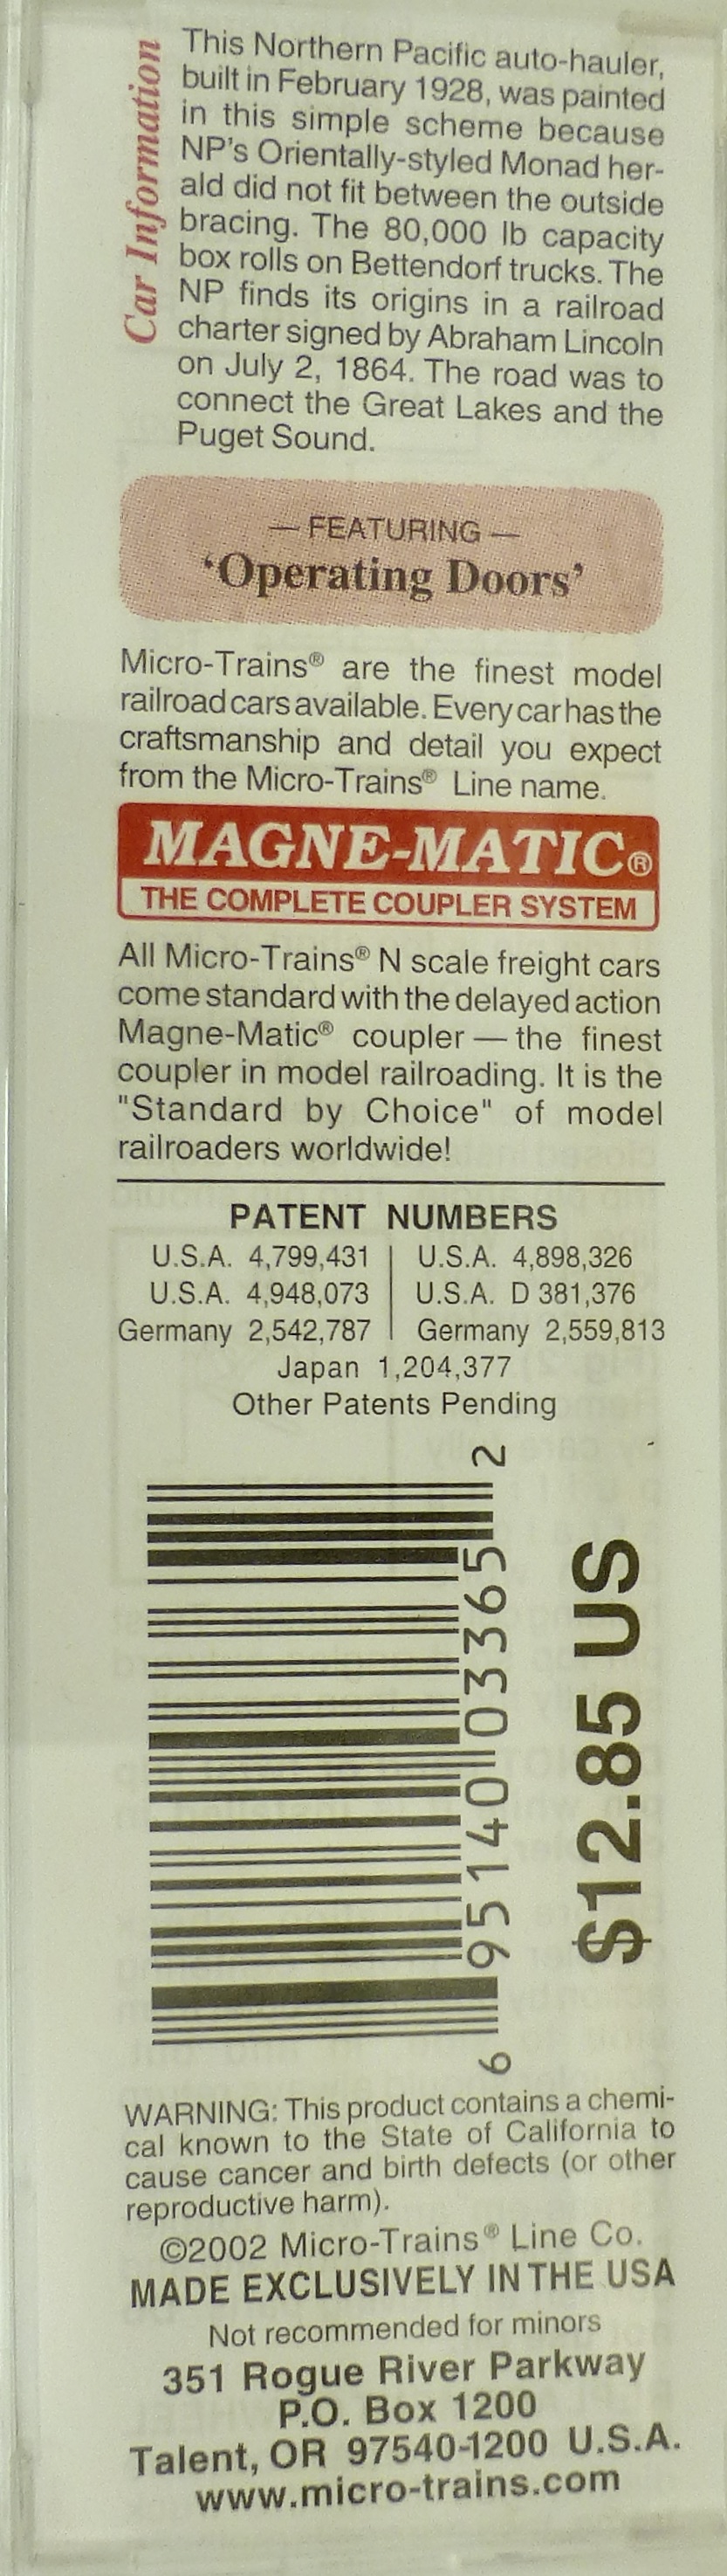 Car Information
This Northern Pacific auto-hauler,
built in February 1928, was painted
in this simple scheme because
NP's Orientally-styled Monad her-
ald did not fit between the outside
bracing. The 80,000 lb capacity
box rolls on Bettendorf trucks. The
NP finds its origins in a railroad
charter signed by Abraham Lincoln
on July 2, 1864. The road was to
connect the Great Lakes and the
Puget Sound.
— FEATURING —
'Operating Doors'
Micro-Trains® are the finest model
railroad cars available. Every car has the
craftsmanship and detail you expect
from the Micro-Trains® Line name.
MAGNE-MATIC®
THE COMPLETE COUPLER SYSTEM
All Micro-Trains® N scale freight cars
come standard with the delayed action
Magne-Matic® coupler — the finest
coupler in model railroading. It is the
"Standard by Choice" of model
railroaders worldwide!
PATENT NUMBERS
U.S.A. 4,799,431 | U.S.A. 4,898,326
U.S.A. 4,948,073 | U.S.A. D 381,376
Germany 2,542,787 | Germany 2,559,813
Japan 1,204,377
Other Patents Pending
6 95140 03365 2
$12.85 US
WARNING: This product contains a chemi-
cal known to the State of California to
cause cancer and birth defects (or other
reproductive harm).
©2002 Micro-Trains® Line Co.
MADE EXCLUSIVELY IN THE USA
Not recommended for minors
351 Rogue River Parkway
P.O. Box 1200
Talent, OR 97540-1200 U.S.A.
www.micro-trains.com